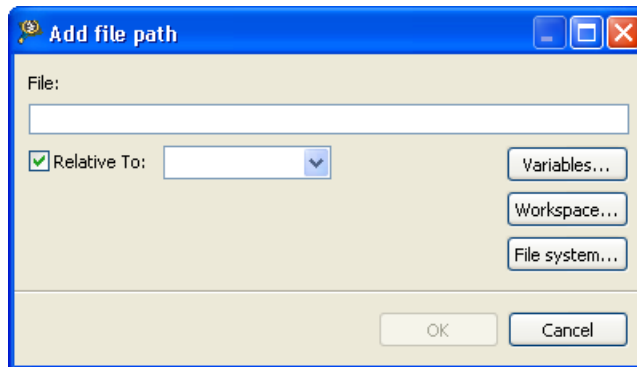 Add file path
File:
Relative To:
Variables...
Workspace...
File system...
OK
Cancel